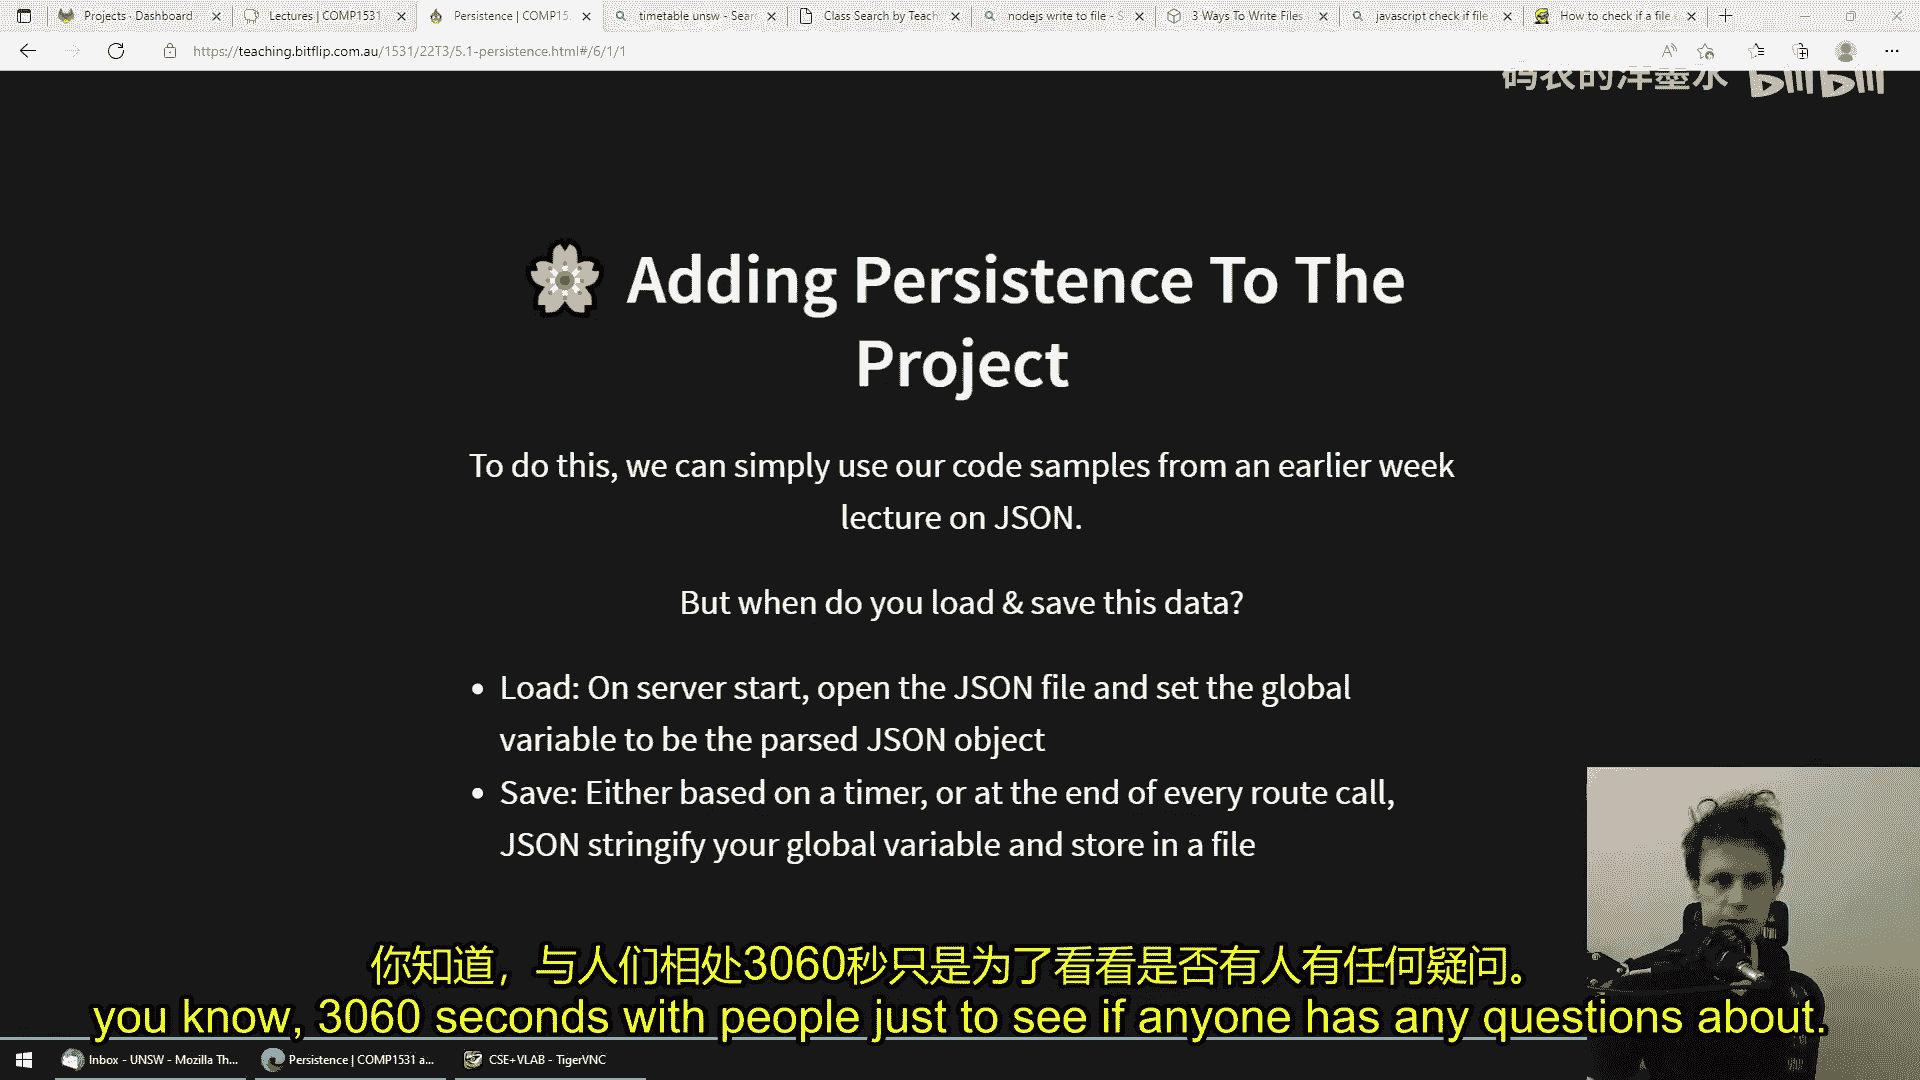 Projects · Dashboard
Lectures | COMP1531
Persistence | COMP15
timetable unsw - Sear
Class Search by Teach
nodejs write to file - S
3 Ways To Write Files
javascript check if file
How to check if a file
https://teaching.bitflip.com.au/1531/22T3/5.1-persistence.html#/6/1/1
码农的洋墨水 bilibili
Adding Persistence To The
Project
To do this, we can simply use our code samples from an earlier week
lecture on JSON.
But when do you load & save this data?
• Load: On server start, open the JSON file and set the global
variable to be the parsed JSON object
• Save: Either based on a timer, or at the end of every route call,
JSON stringify your global variable and store in a file
你知道，与人们相处3060秒只是为了看看是否有人有任何疑问。
you know, 3060 seconds with people just to see if anyone has any questions about.
Inbox - UNSW - Mozilla Th...
Persistence | COMP1531 a...
CSE+VLAB - TigerVNC